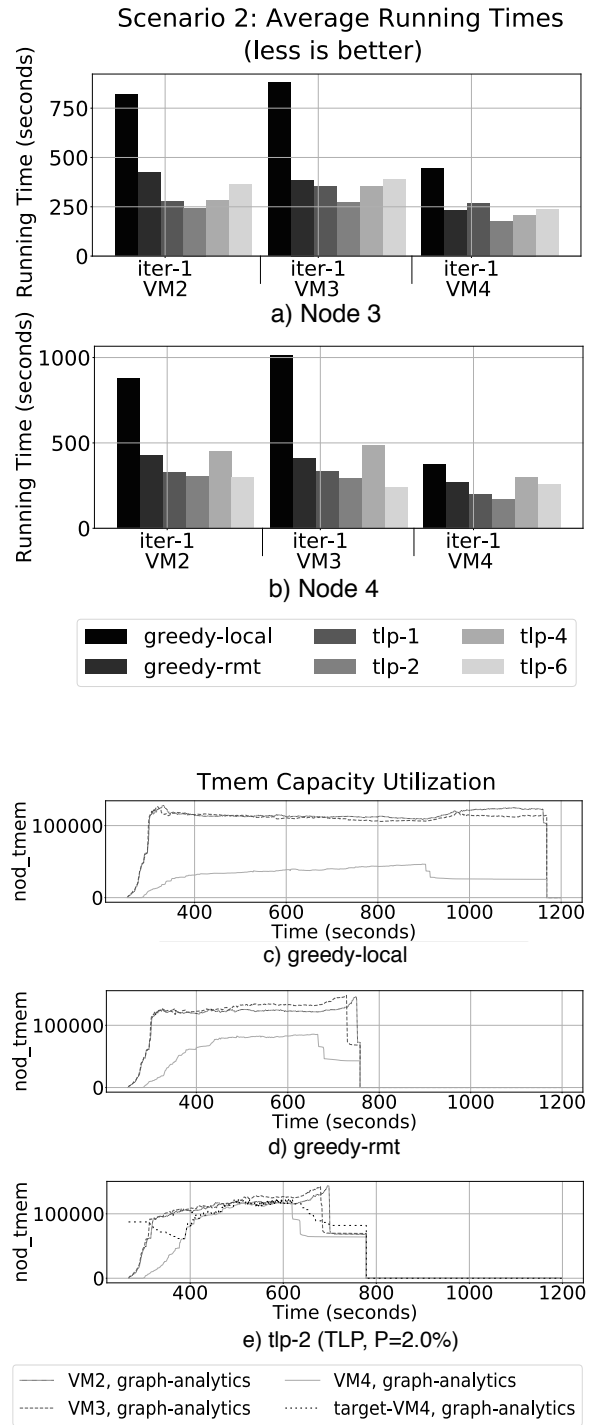 Scenario 2: Average Running Times
(less is better)
Running Time (seconds)
750
500
250
0
iter-1 iter-1 iter-1
VM2 VM3 VM4
a) Node 3
Running Time (seconds)
1000
500
0
iter-1 iter-1 iter-1
VM2 VM3 VM4
b) Node 4
greedy-local tlp-1 tlp-4
greedy-rmt tlp-2 tlp-6
Tmem Capacity Utilization
nod_tmem
100000
0
400 600 800 1000 1200
Time (seconds)
c) greedy-local
nod_tmem
100000
0
400 600 800 1000 1200
Time (seconds)
d) greedy-rmt
nod_tmem
100000
0
400 600 800 1000 1200
Time (seconds)
e) tlp-2 (TLP, P=2.0%)
VM2, graph-analytics VM4, graph-analytics
VM3, graph-analytics target-VM4, graph-analytics